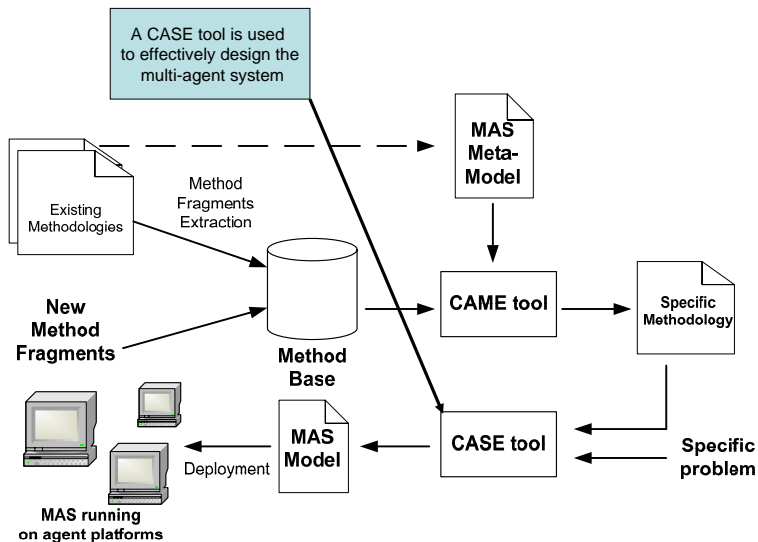 A CASE tool is used
to effectively design the
multi-agent system
MAS
Meta-
Model
Existing
Methodologies
Method
Fragments
Extraction
CAME tool
Specific
Methodology
New
Method
Fragments
Method
Base
MAS
Model
CASE tool
Specific
problem
Deployment
MAS running
on agent platforms